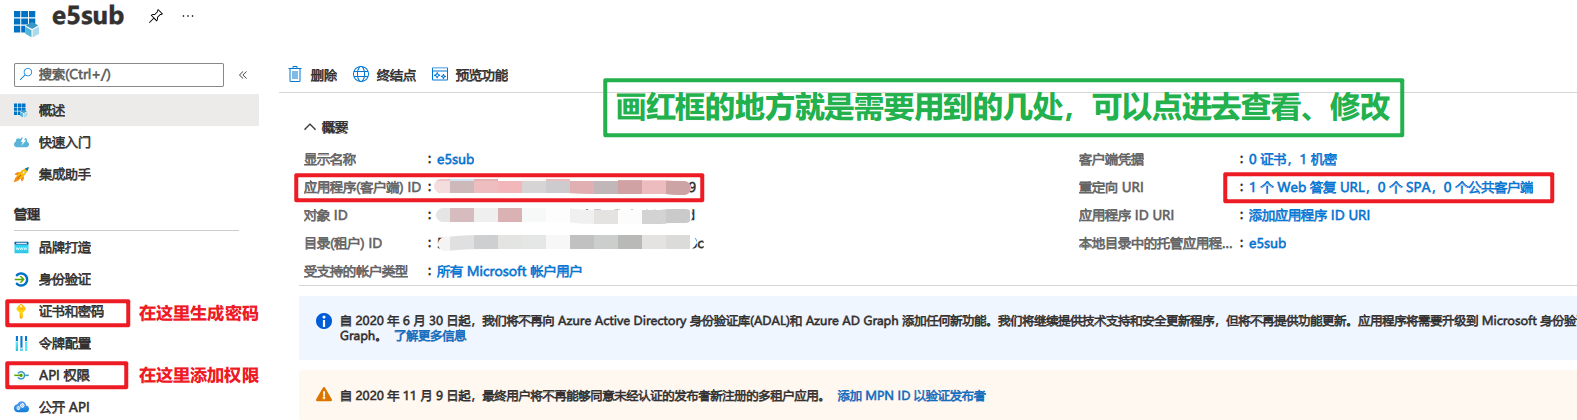 e5sub
搜索(Ctrl+/)
«
删除 终结点 预览功能
画红框的地方就是需要用到的几处，可以点进去查看、修改
概述
快速入门
集成助手
管理
品牌打造
身份验证
证书和密码 在这里生成密码
令牌配置
API 权限 在这里添加权限
公开 API
概要
显示名称 : e5sub
应用程序(客户端) ID : 9
对象 ID : d
目录(租户) ID : c
受支持的帐户类型 : 所有 Microsoft 帐户用户
客户端凭据 : 0 证书，1 机密
重定向 URI : 1 个 Web 答复 URL，0 个 SPA，0 个公共客户端
应用程序 ID URI : 添加应用程序 ID URI
本地目录中的托管应用程... : e5sub
自 2020 年 6 月 30 日起，我们将不再向 Azure Active Directory 身份验证库(ADAL)和 Azure AD Graph 添加任何新功能。我们将继续提供技术支持和安全更新程序，但将不再提供功能更新。应用程序将需要升级到 Microsoft 身份验
Graph。 了解更多信息
自 2020 年 11 月 9 日起，最终用户将不再能够同意未经认证的发布者新注册的多租户应用。 添加 MPN ID 以验证发布者